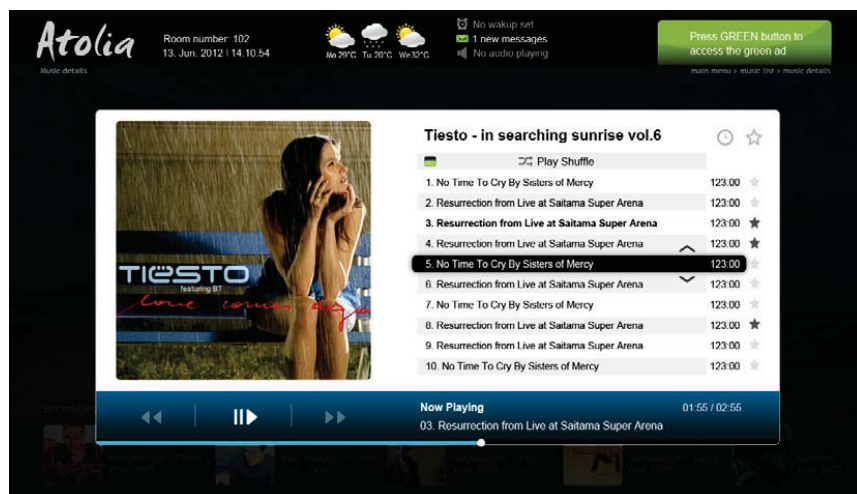 Atolia
Music details
Room number: 102
13. Jun. 2012 | 14.10.54
Mo 29°C Tu 20°C We32°C
No wakup set
1 new messages
No audio playing
Press GREEN button to
access the green ad
main menu > music list > music details
TIËSTO
featuring BT
love comes again
Tiesto - in searching sunrise vol.6
Play Shuffle
1. No Time To Cry By Sisters of Mercy 123:00
2. Resurrection from Live at Saitama Super Arena 123:00
3. Resurrection from Live at Saitama Super Arena 123:00
4. Resurrection from Live at Saitama Super Arena 123:00
5. No Time To Cry By Sisters of Mercy 123:00
6. Resurrection from Live at Saitama Super Arena 123:00
7. No Time To Cry By Sisters of Mercy 123:00
8. Resurrection from Live at Saitama Super Arena 123:00
9. Resurrection from Live at Saitama Super Arena 123:00
10. No Time To Cry By Sisters of Mercy 123:00
Now Playing 01:55 / 02:55
03. Resurrection from Live at Saitama Super Arena